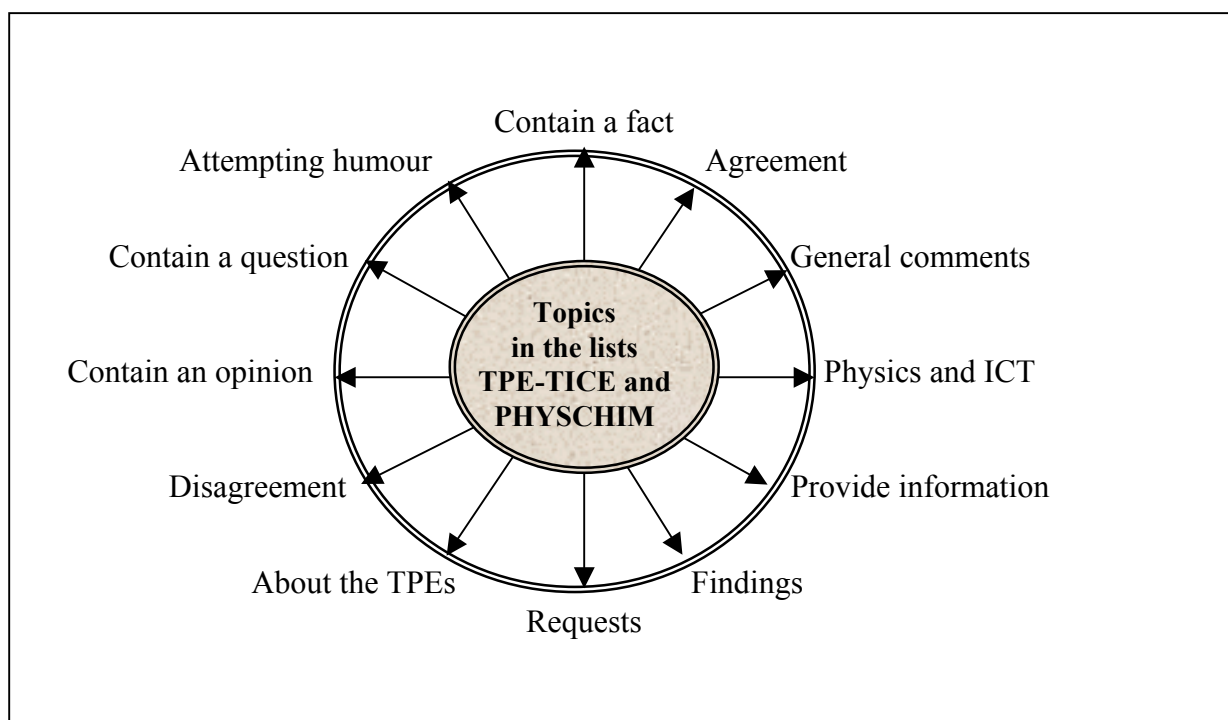 Contain a fact
Attempting humour
Agreement
Contain a question
General comments
Topics
in the lists
TPE-TICE and
PHYSCHIM
Contain an opinion
Physics and ICT
Disagreement
Provide information
About the TPEs
Findings
Requests